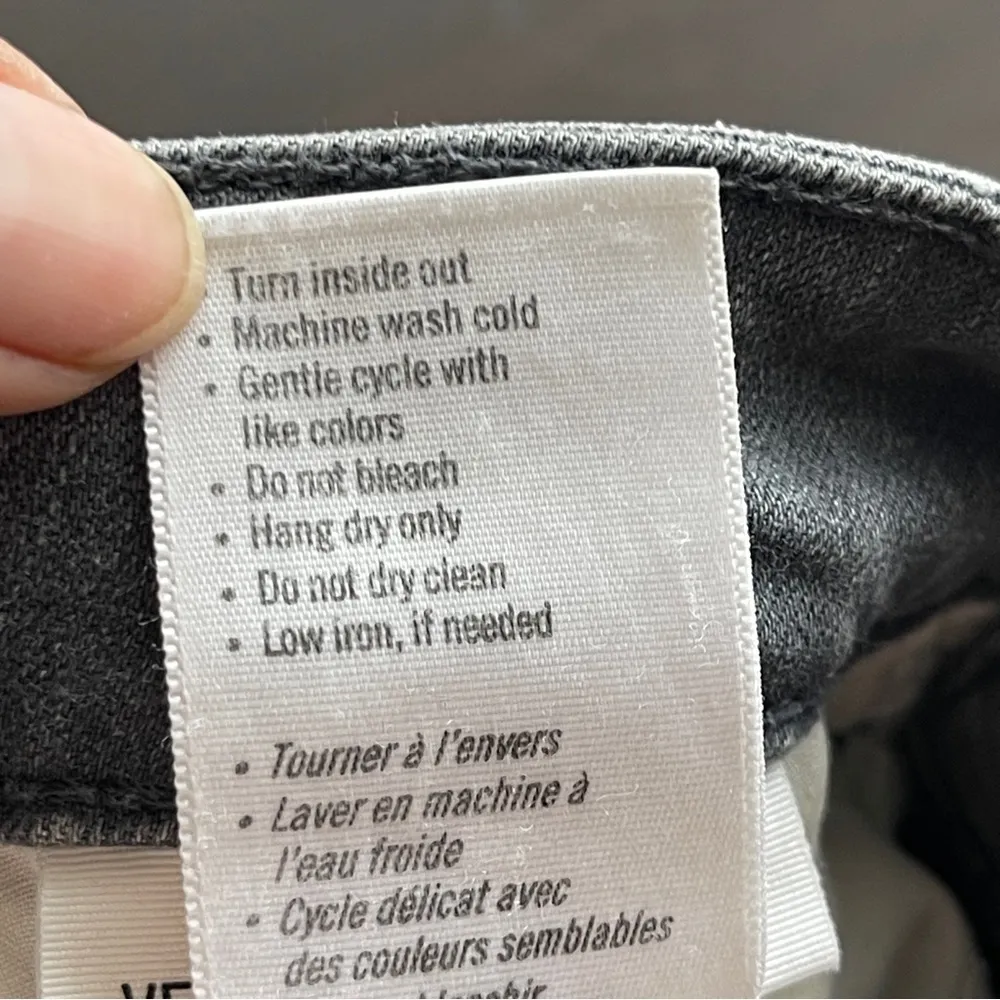 Turn inside out
• Machine wash cold
• Gentle cycle with
like colors
• Do not bleach
• Hang dry only
• Do not dry clean
• Low iron, if needed
• Tourner à l'envers
• Laver en machine à
l'eau froide
• Cycle délicat avec
des couleurs semblables